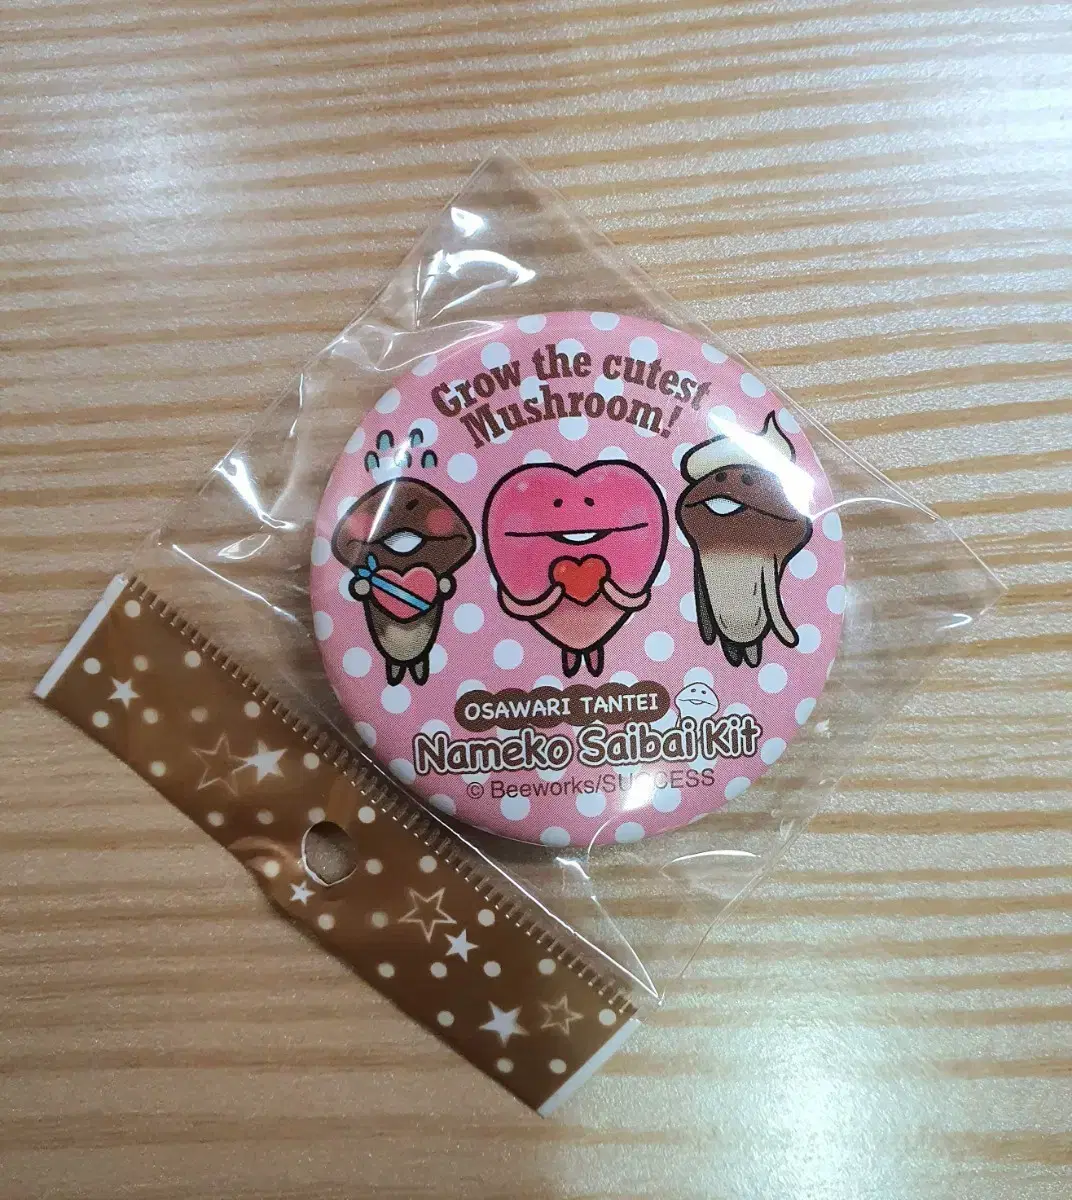 Grow the cutest
Mushroom!
OSAWARI TANTEI
Nameko Saibai Kit
© Beeworks/SUCCESS